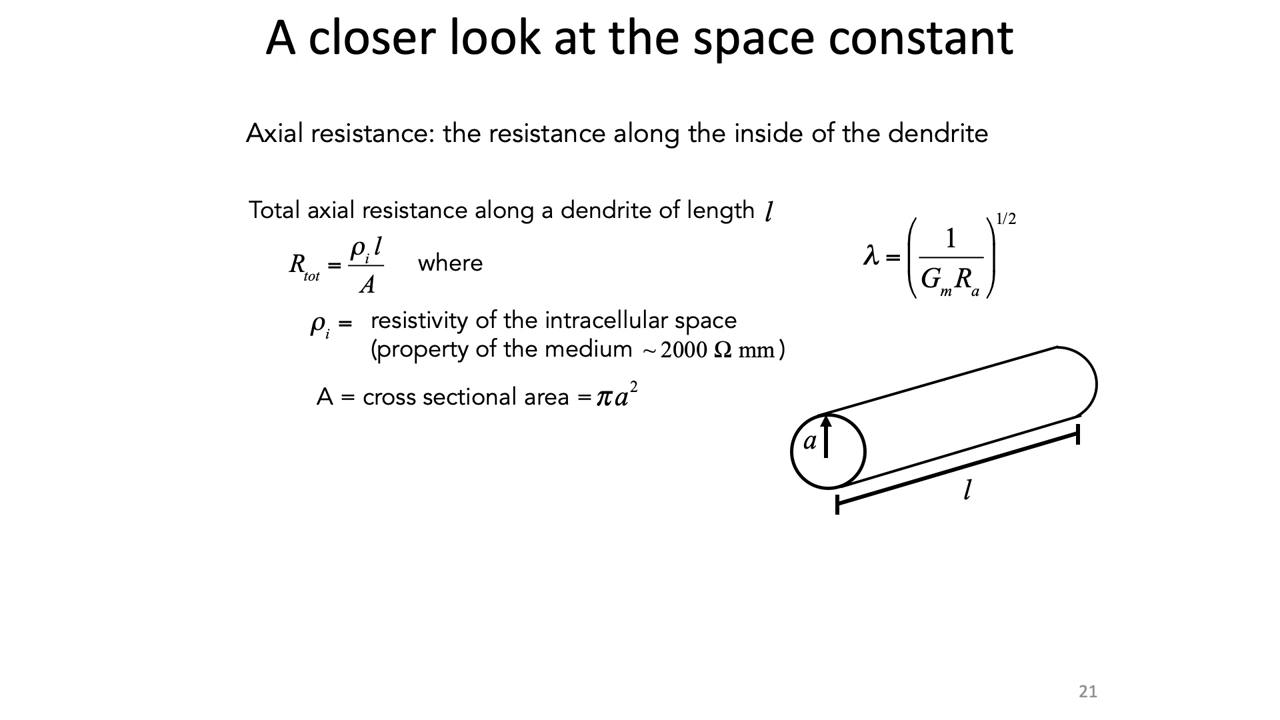 A closer look at the space constant
Axial resistance: the resistance along the inside of the dendrite
Total axial resistance along a dendrite of length l
R_tot = ρ_i l / A where
ρ_i = resistivity of the intracellular space
(property of the medium ~ 2000 Ω mm)
A = cross sectional area = πa²
λ = (1 / G_m R_a)^1/2
a
l
21